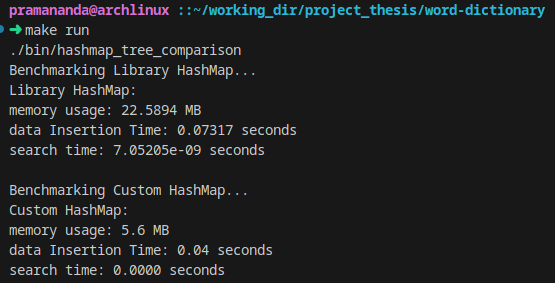 pramananda@archlinux ::~/working_dir/project_thesis/word-dictionary
➜ make run
./bin/hashmap_tree_comparison
Benchmarking Library HashMap...
Library HashMap:
memory usage: 22.5894 MB
data Insertion Time: 0.07317 seconds
search time: 7.05205e-09 seconds
Benchmarking Custom HashMap...
Custom HashMap:
memory usage: 5.6 MB
data Insertion Time: 0.04 seconds
search time: 0.0000 seconds